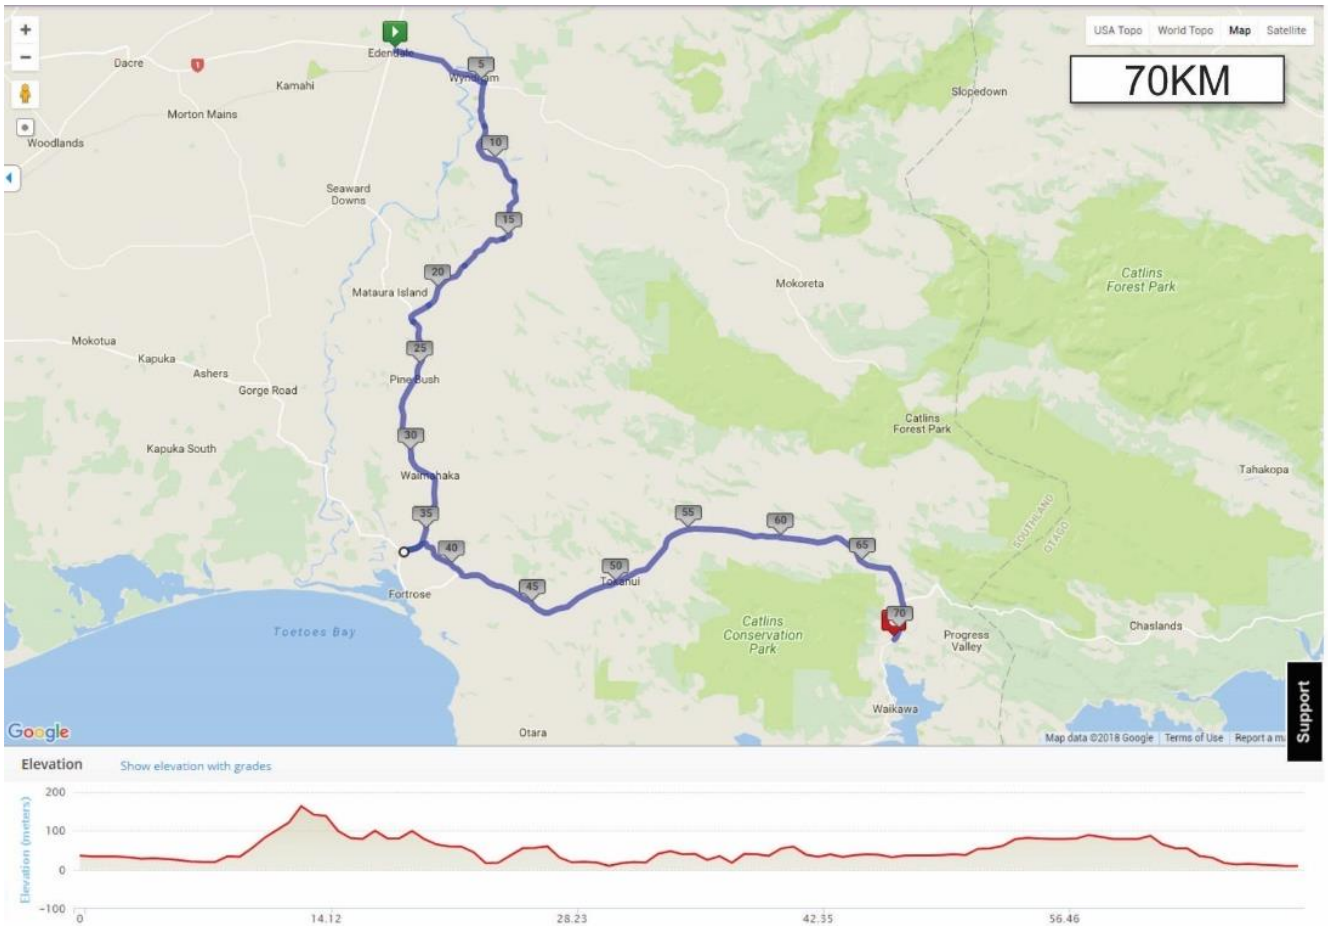 +
−
USA Topo
World Topo
Map
Satellite
70KM
Edendale
Dacre
1
Kamahi
5
Wyndham
Slopedown
Morton Mains
Woodlands
10
Seaward
Downs
15
20
Mataura Island
Mokoreta
Catlins
Forest Park
Mokotua
Kapuka
Ashers
25
Pine Bush
Gorge Road
Catlins
Forest Park
30
Kapuka South
Waimahaka
Tahakopa
35
55
60
SOUTHLAND
OTAGO
40
65
50
Tokanui
45
Fortrose
70
Toetoes Bay
Catlins
Conservation
Park
Progress
Valley
Chaslands
Waikawa
Support
Google
Otara
Map data ©2018 Google
Terms of Use
Report a m
Elevation
Show elevation with grades
Elevation (meters)
200
100
0
-100
0
14.12
28.23
42.35
56.46